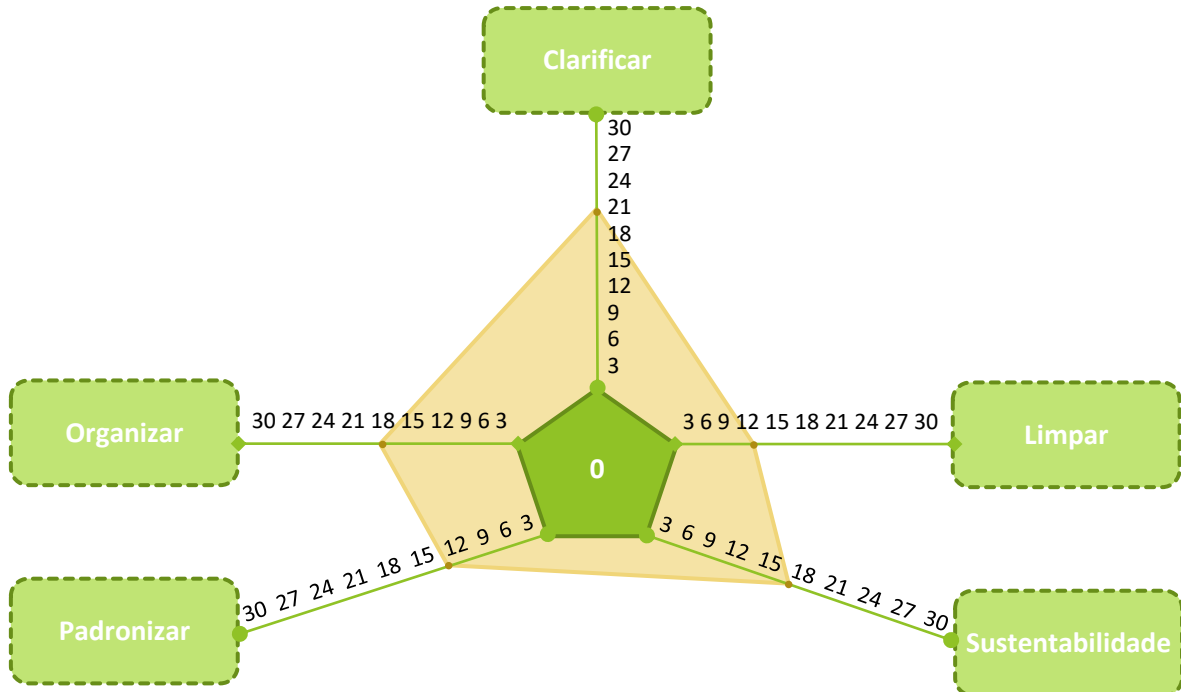 Clarificar
30
27
24
21
18
15
12
9
6
3
Organizar
30 27 24 21 18 15 12 9 6 3
3 6 9 12 15 18 21 24 27 30
Limpar
0
Padronizar
30 27 24 21 18 15 12 9 6 3
3 6 9 12 15 18 21 24 27 30
Sustentabilidade